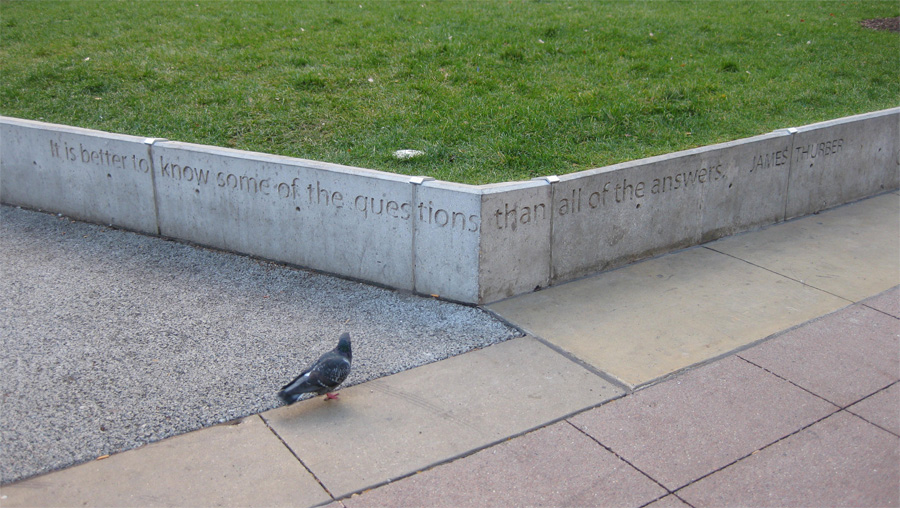 It is better to know some of the questions than all of the answers. JAMES THURBER